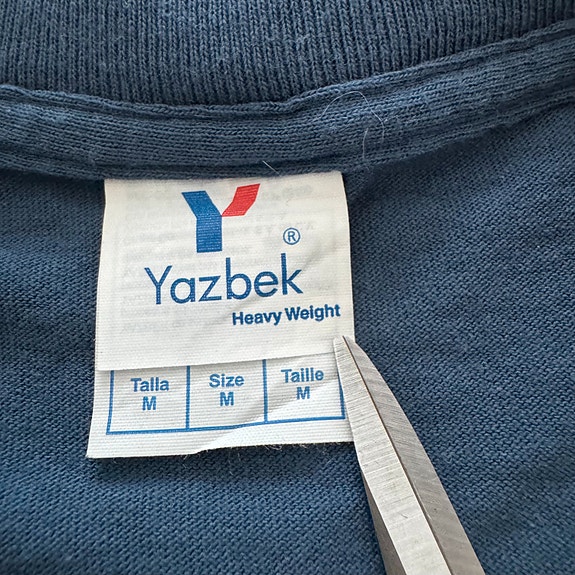 Y ®
Yazbek
Heavy Weight
Talla Size Taille
M M M